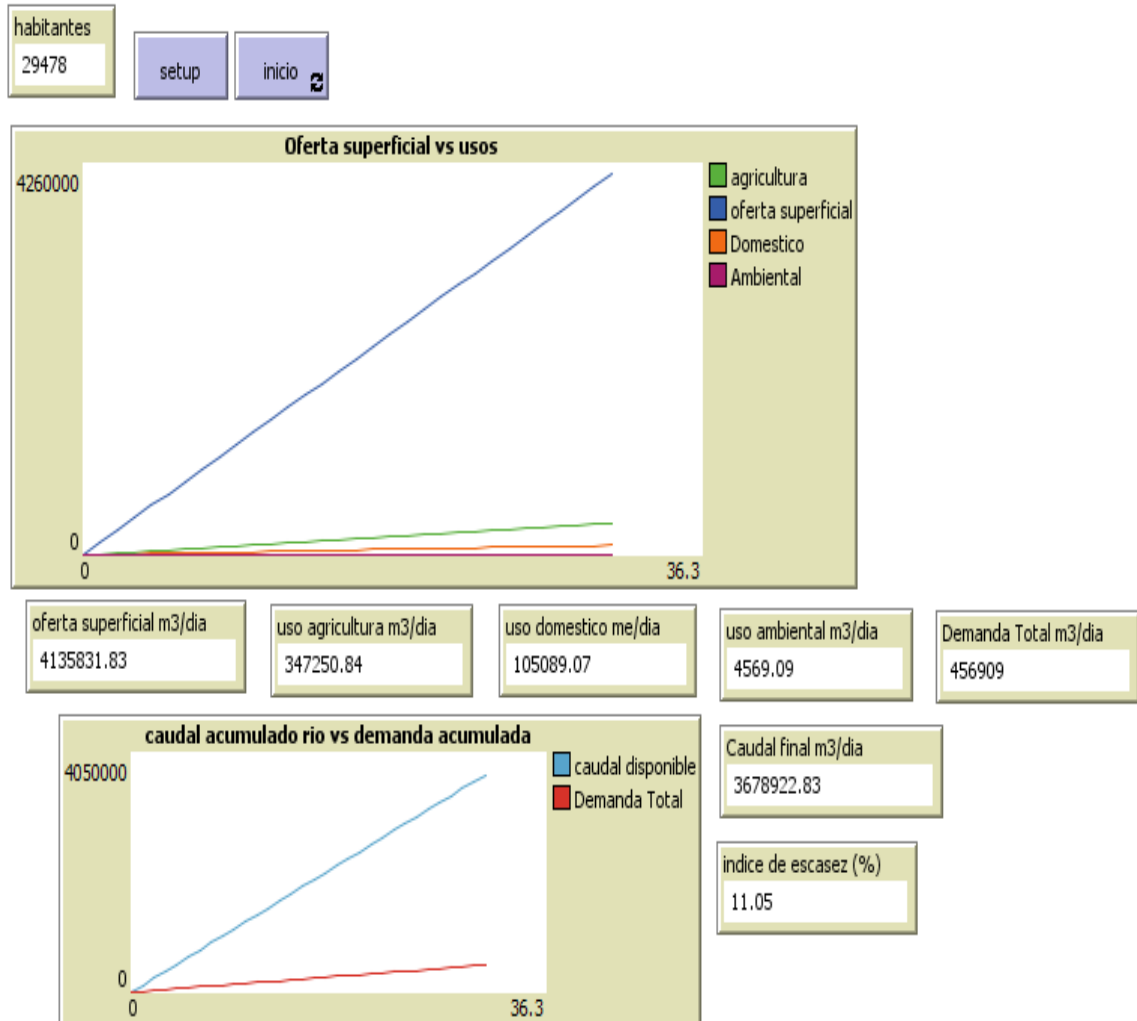 habitantes
29478
setup
inicio
Oferta superficial vs usos
4260000
0
0
36.3
agricultura
oferta superficial
Domestico
Ambiental
oferta superficial m3/dia
4135831.83
uso agricultura m3/dia
347250.84
uso domestico me/dia
105089.07
uso ambiental m3/dia
4569.09
Demanda Total m3/dia
456909
caudal acumulado rio vs demanda acumulada
4050000
0
0
36.3
caudal disponible
Demanda Total
Caudal final m3/dia
3678922.83
indice de escasez (%)
11.05